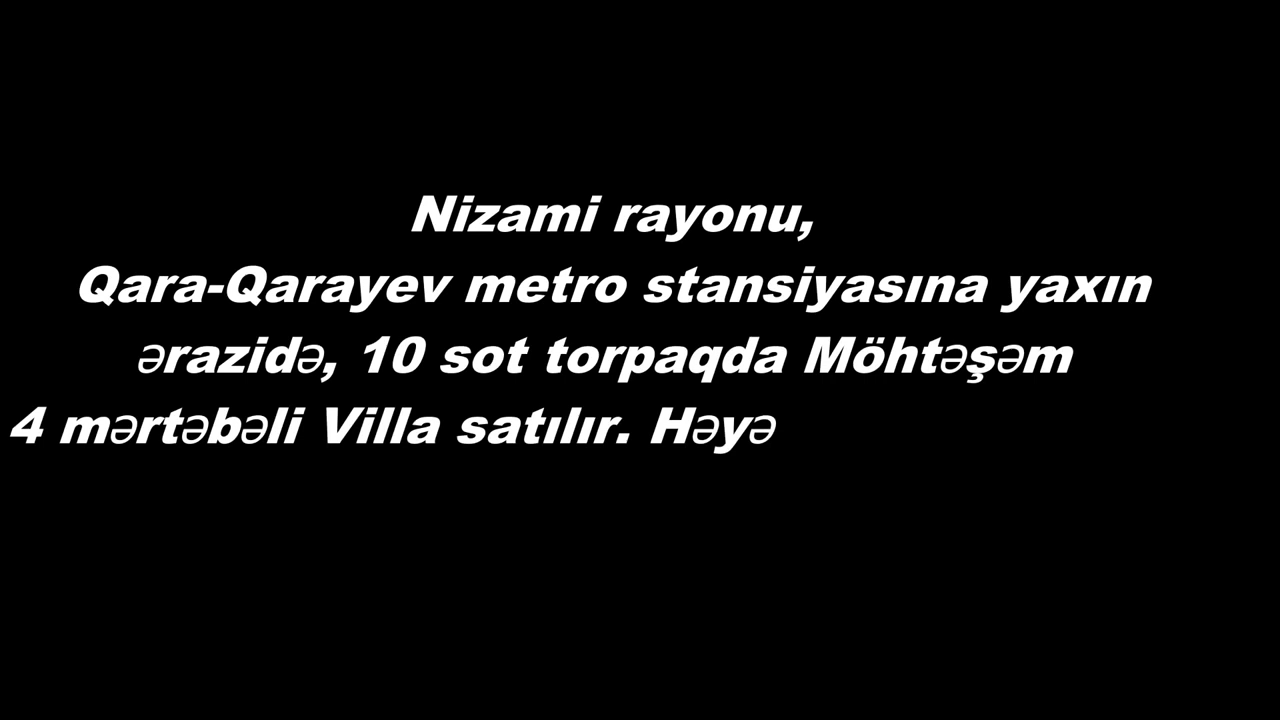 Nizami rayonu,
Qara-Qarayev metro stansiyasına yaxın
ərazidə, 10 sot torpaqda Möhtəşəm
4 mərtəbəli Villa satılır. Həyə